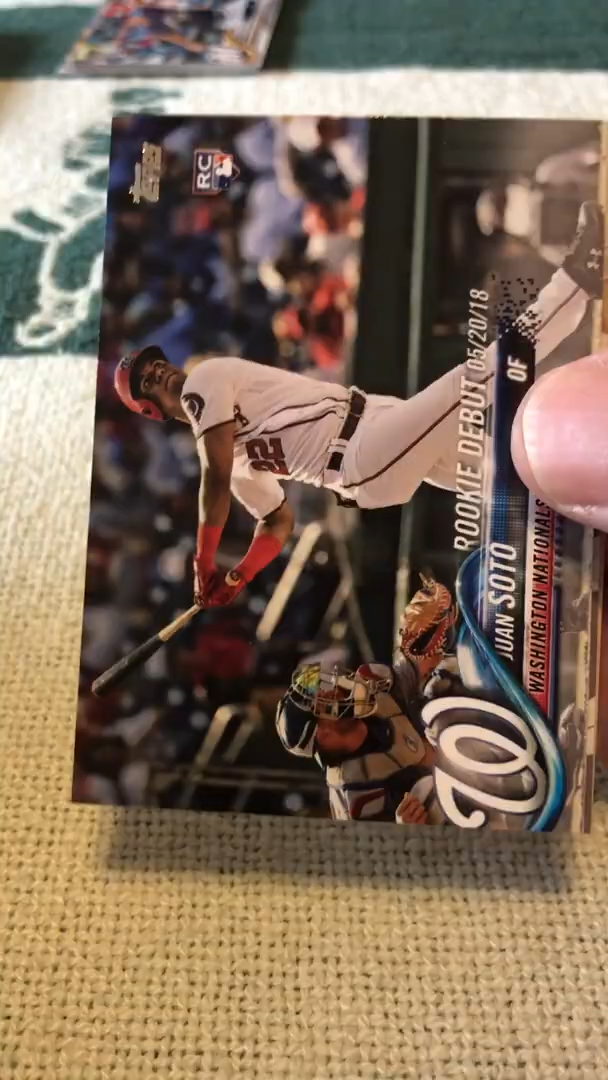 topps
RC
22
ROOKIE DEBUT 05/20/18
JUAN SOTO
OF
WASHINGTON NATIONALS
W